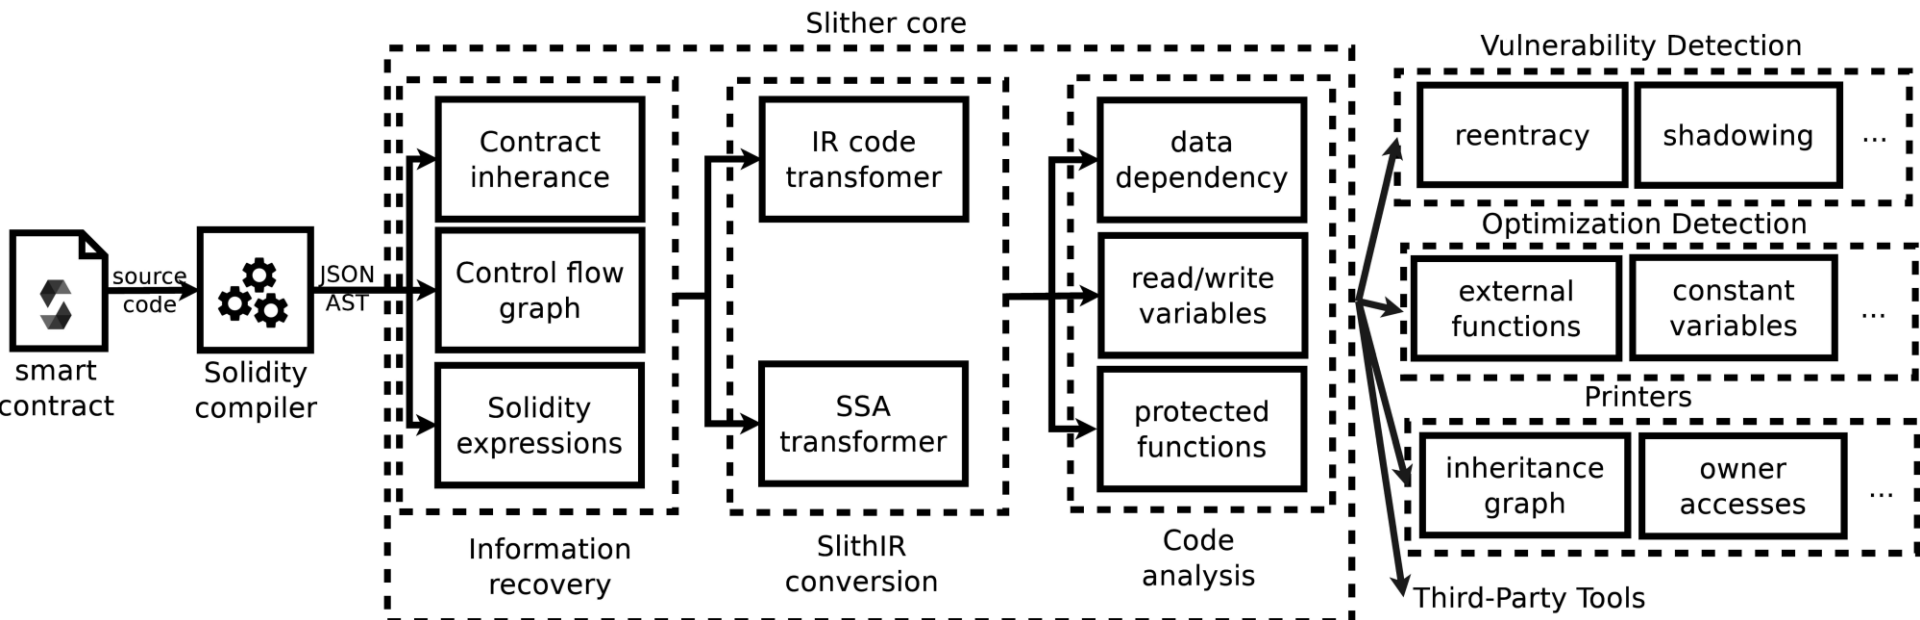 Slither core
smart
contract
source
code
Solidity
compiler
JSON
AST
Contract
inherance
Control flow
graph
Solidity
expressions
Information
recovery
IR code
transfomer
SSA
transformer
SlithIR
conversion
data
dependency
read/write
variables
protected
functions
Code
analysis
Vulnerability Detection
reentracy
shadowing
...
Optimization Detection
external
functions
constant
variables
...
Printers
inheritance
graph
owner
accesses
...
Third-Party Tools